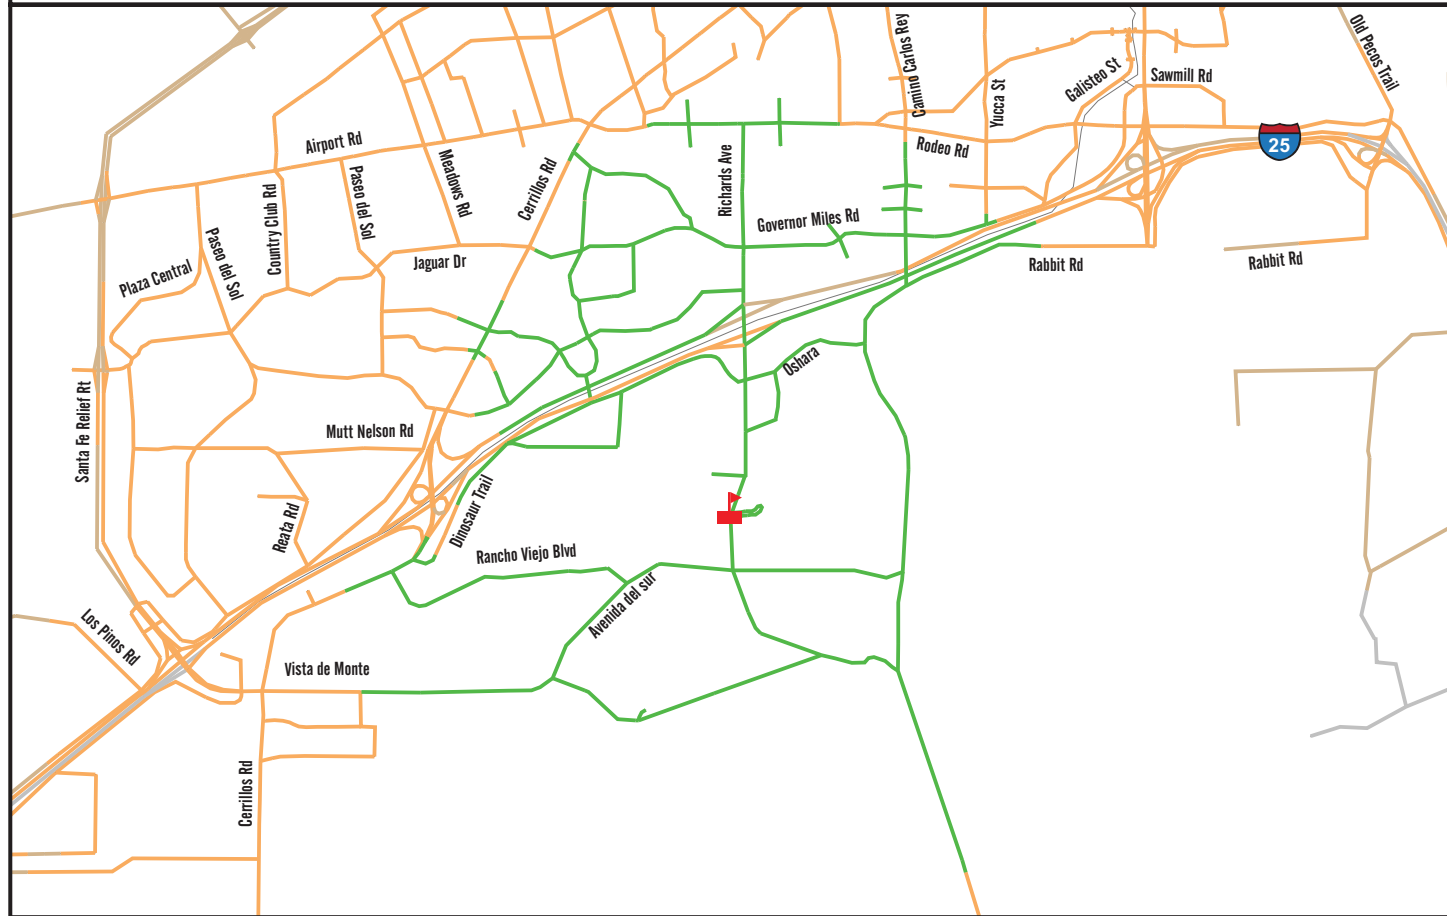 Old Pecos Trail
Camino Carlos Rey
Galisteo St
Sawmill Rd
Yucca St
Airport Rd
Rodeo Rd
25
Meadows Rd
Cerrillos Rd
Richards Ave
Country Club Rd
Paseo del Sol
Governor Miles Rd
Paseo del Sol
Plaza Central
Jaguar Dr
Rabbit Rd
Rabbit Rd
Oshara
Santa Fe Relief Rt
Mutt Nelson Rd
Reata Rd
Dinosaur Trail
Rancho Viejo Blvd
Avenida del sur
Los Pinos Rd
Vista de Monte
Cerrillos Rd